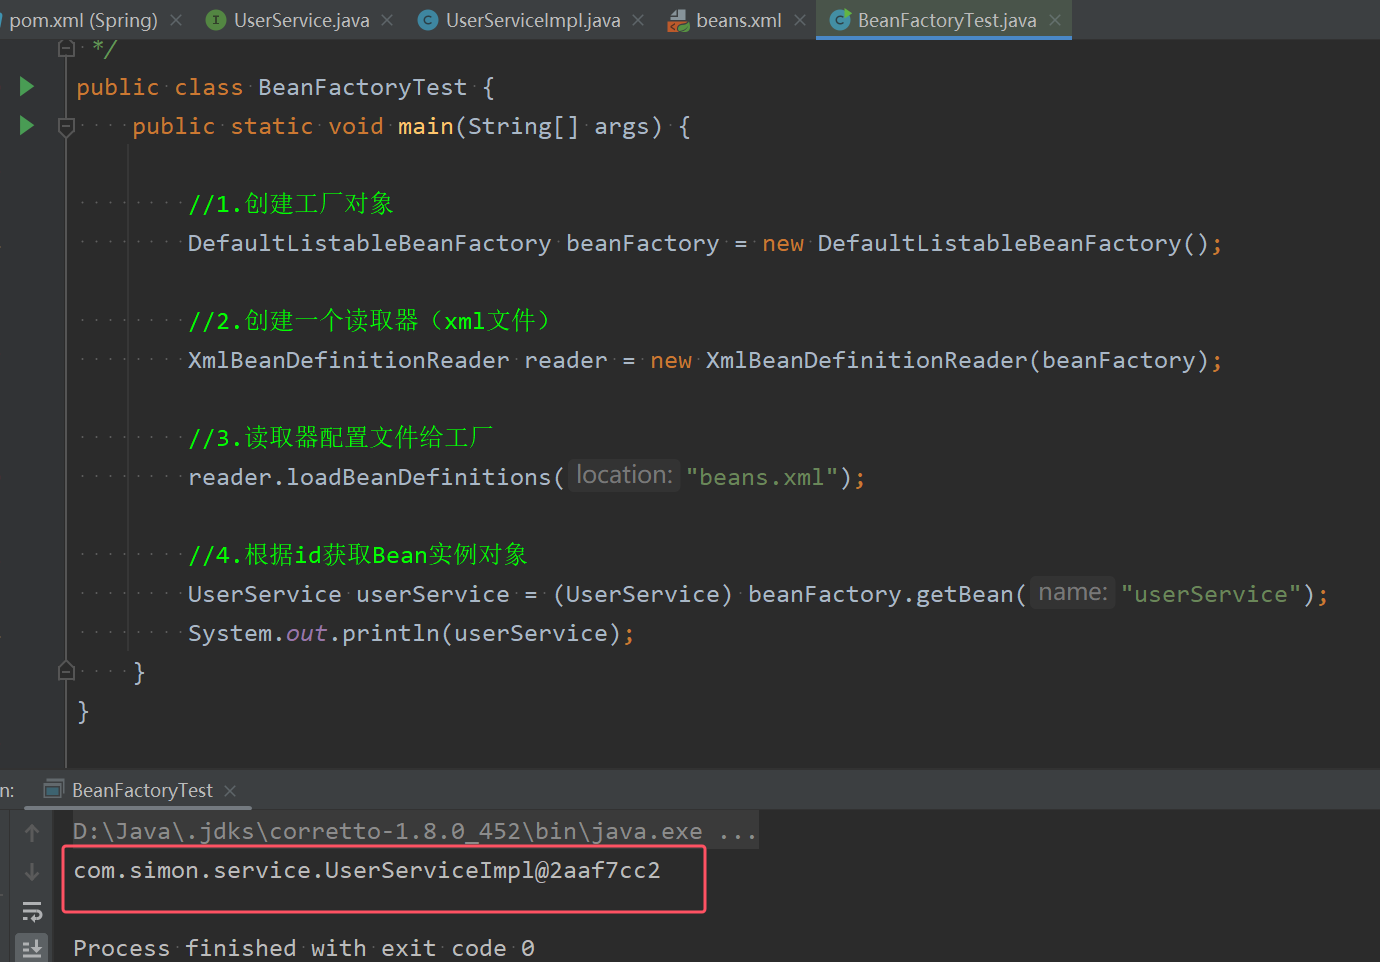 pom.xml (Spring) UserService.java UserServiceImpl.java beans.xml BeanFactoryTest.java
*/
public class BeanFactoryTest {
public static void main(String[] args) {
//1.创建工厂对象
DefaultListableBeanFactory beanFactory = new DefaultListableBeanFactory();
//2.创建一个读取器（xml文件）
XmlBeanDefinitionReader reader = new XmlBeanDefinitionReader(beanFactory);
//3.读取器配置文件给工厂
reader.loadBeanDefinitions( location: "beans.xml");
//4.根据id获取Bean实例对象
UserService userService = (UserService) beanFactory.getBean( name: "userService");
System.out.println(userService);
}
}
n: BeanFactoryTest
D:\Java\.jdks\corretto-1.8.0_452\bin\java.exe ...
com.simon.service.UserServiceImpl@2aaf7cc2
Process finished with exit code 0